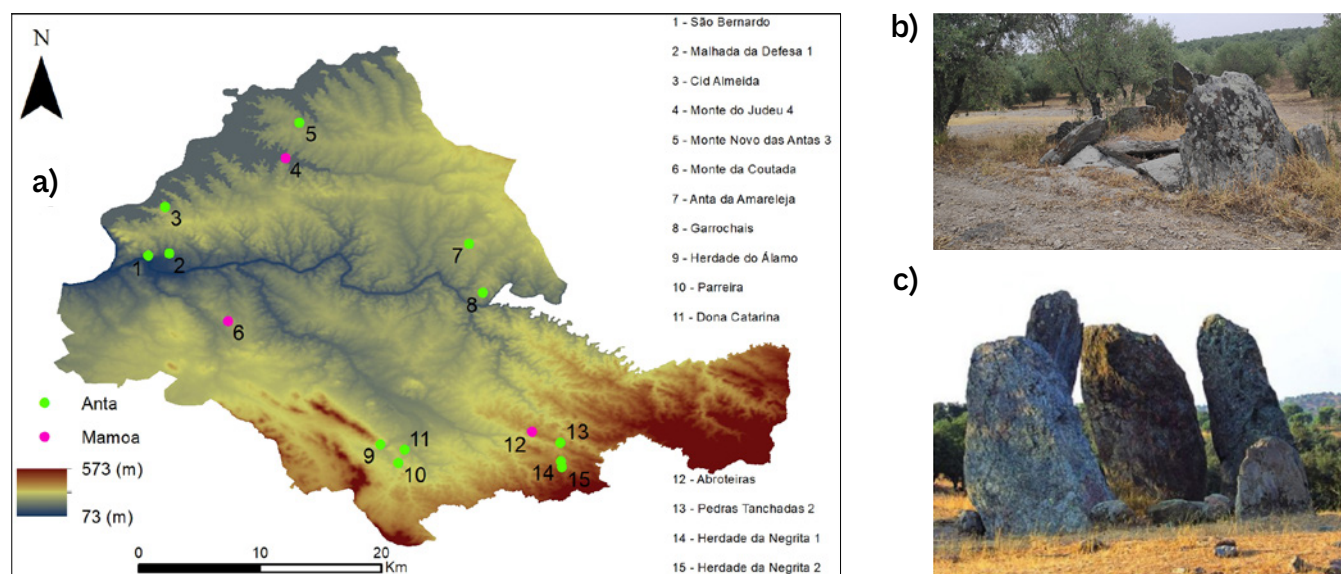 a)
N
1 - São Bernardo
2 - Malhada da Defesa 1
3 - Cid Almeida
4 - Monte do Judeu 4
5 - Monte Novo das Antas 3
6 - Monte da Coutada
7 - Anta da Amareleja
8 - Garrochais
9 - Herdade do Álamo
10 - Parreira
11 - Dona Catarina
5
4
3
1
2
7
8
6
Anta
Mamoa
573 (m)
73 (m)
9
11
10
12
13
14
15
0
10
20
Km
12 - Abroteiras
13 - Pedras Tanchadas 2
14 - Herdade da Negrita 1
15 - Herdade da Negrita 2
b)
c)